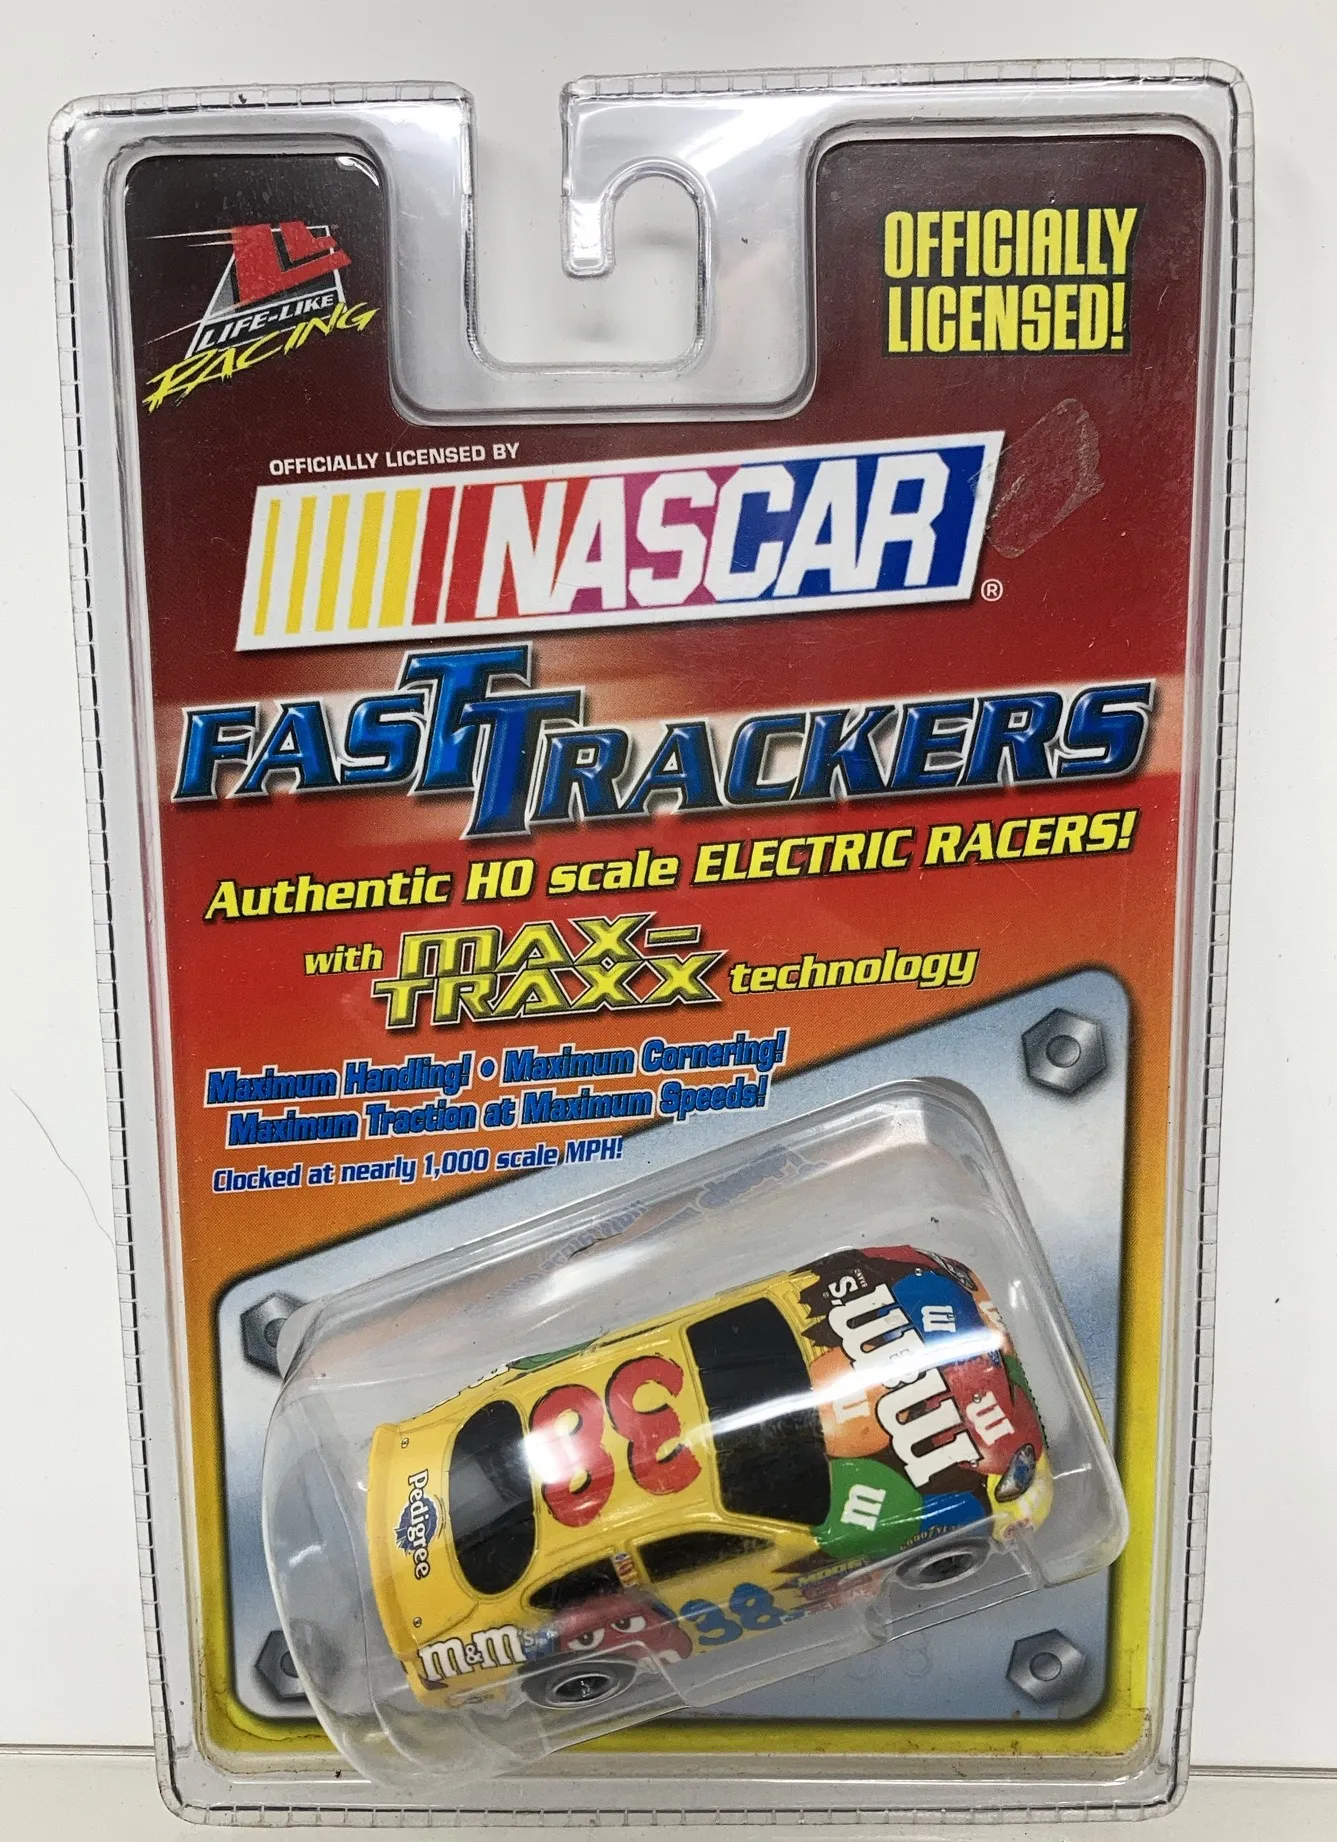 LIFE-LIKE
RACING
OFFICIALLY
LICENSED!
OFFICIALLY LICENSED BY
NASCAR
®
FAST TRACKERS
Authentic HO scale ELECTRIC RACERS!
with MAX-
TRAXX technology
Maximum Handling! • Maximum Cornering!
Maximum Traction at Maximum Speeds!
Clocked at nearly 1,000 scale MPH!
m&m's
m
m
m
m
38
Pedigree
38
m&m's